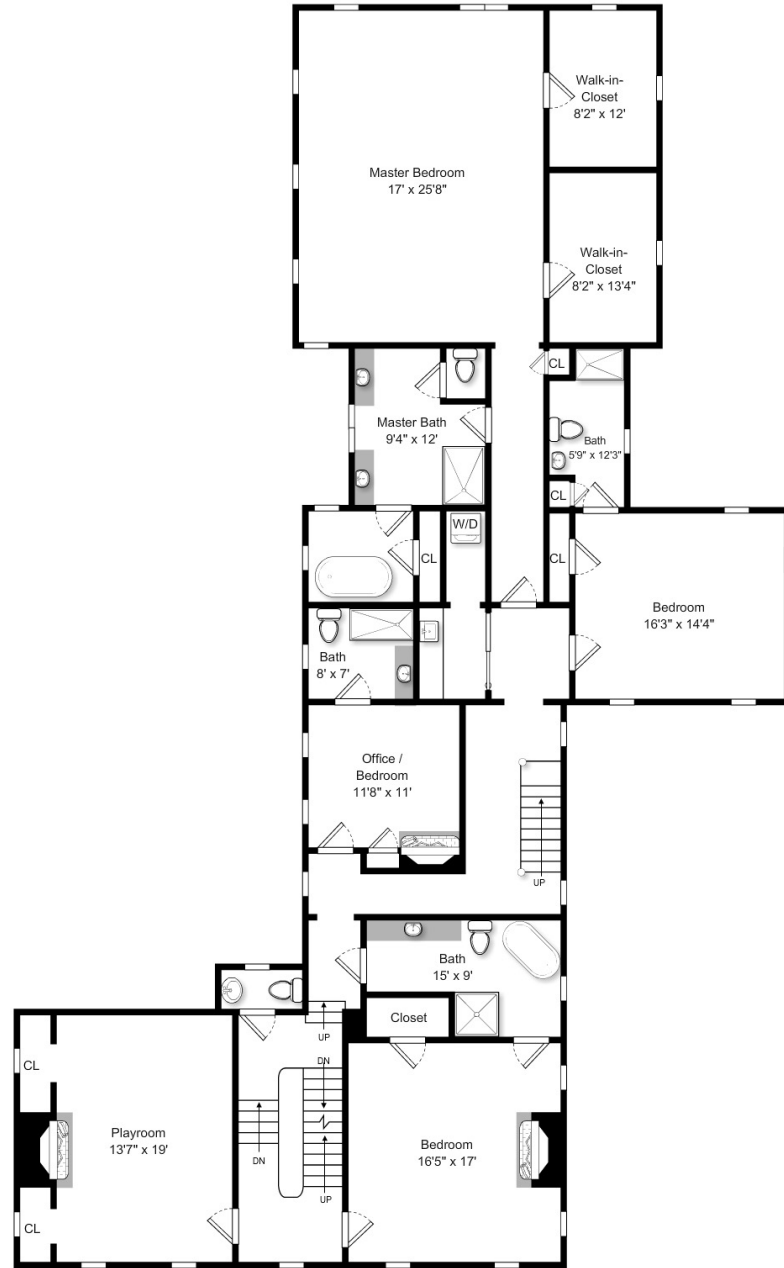 Walk-in-
Closet
8'2" x 12'
Master Bedroom
17' x 25'8"
Walk-in-
Closet
8'2" x 13'4"
CL
Master Bath
9'4" x 12'
Bath
5'9" x 12'3"
CL
W/D
CL
CL
Bedroom
16'3" x 14'4"
Bath
8' x 7'
Office /
Bedroom
11'8" x 11'
UP
Bath
15' x 9'
Closet
UP
DN
CL
Playroom
13'7" x 19'
Bedroom
16'5" x 17'
DN
UP
CL